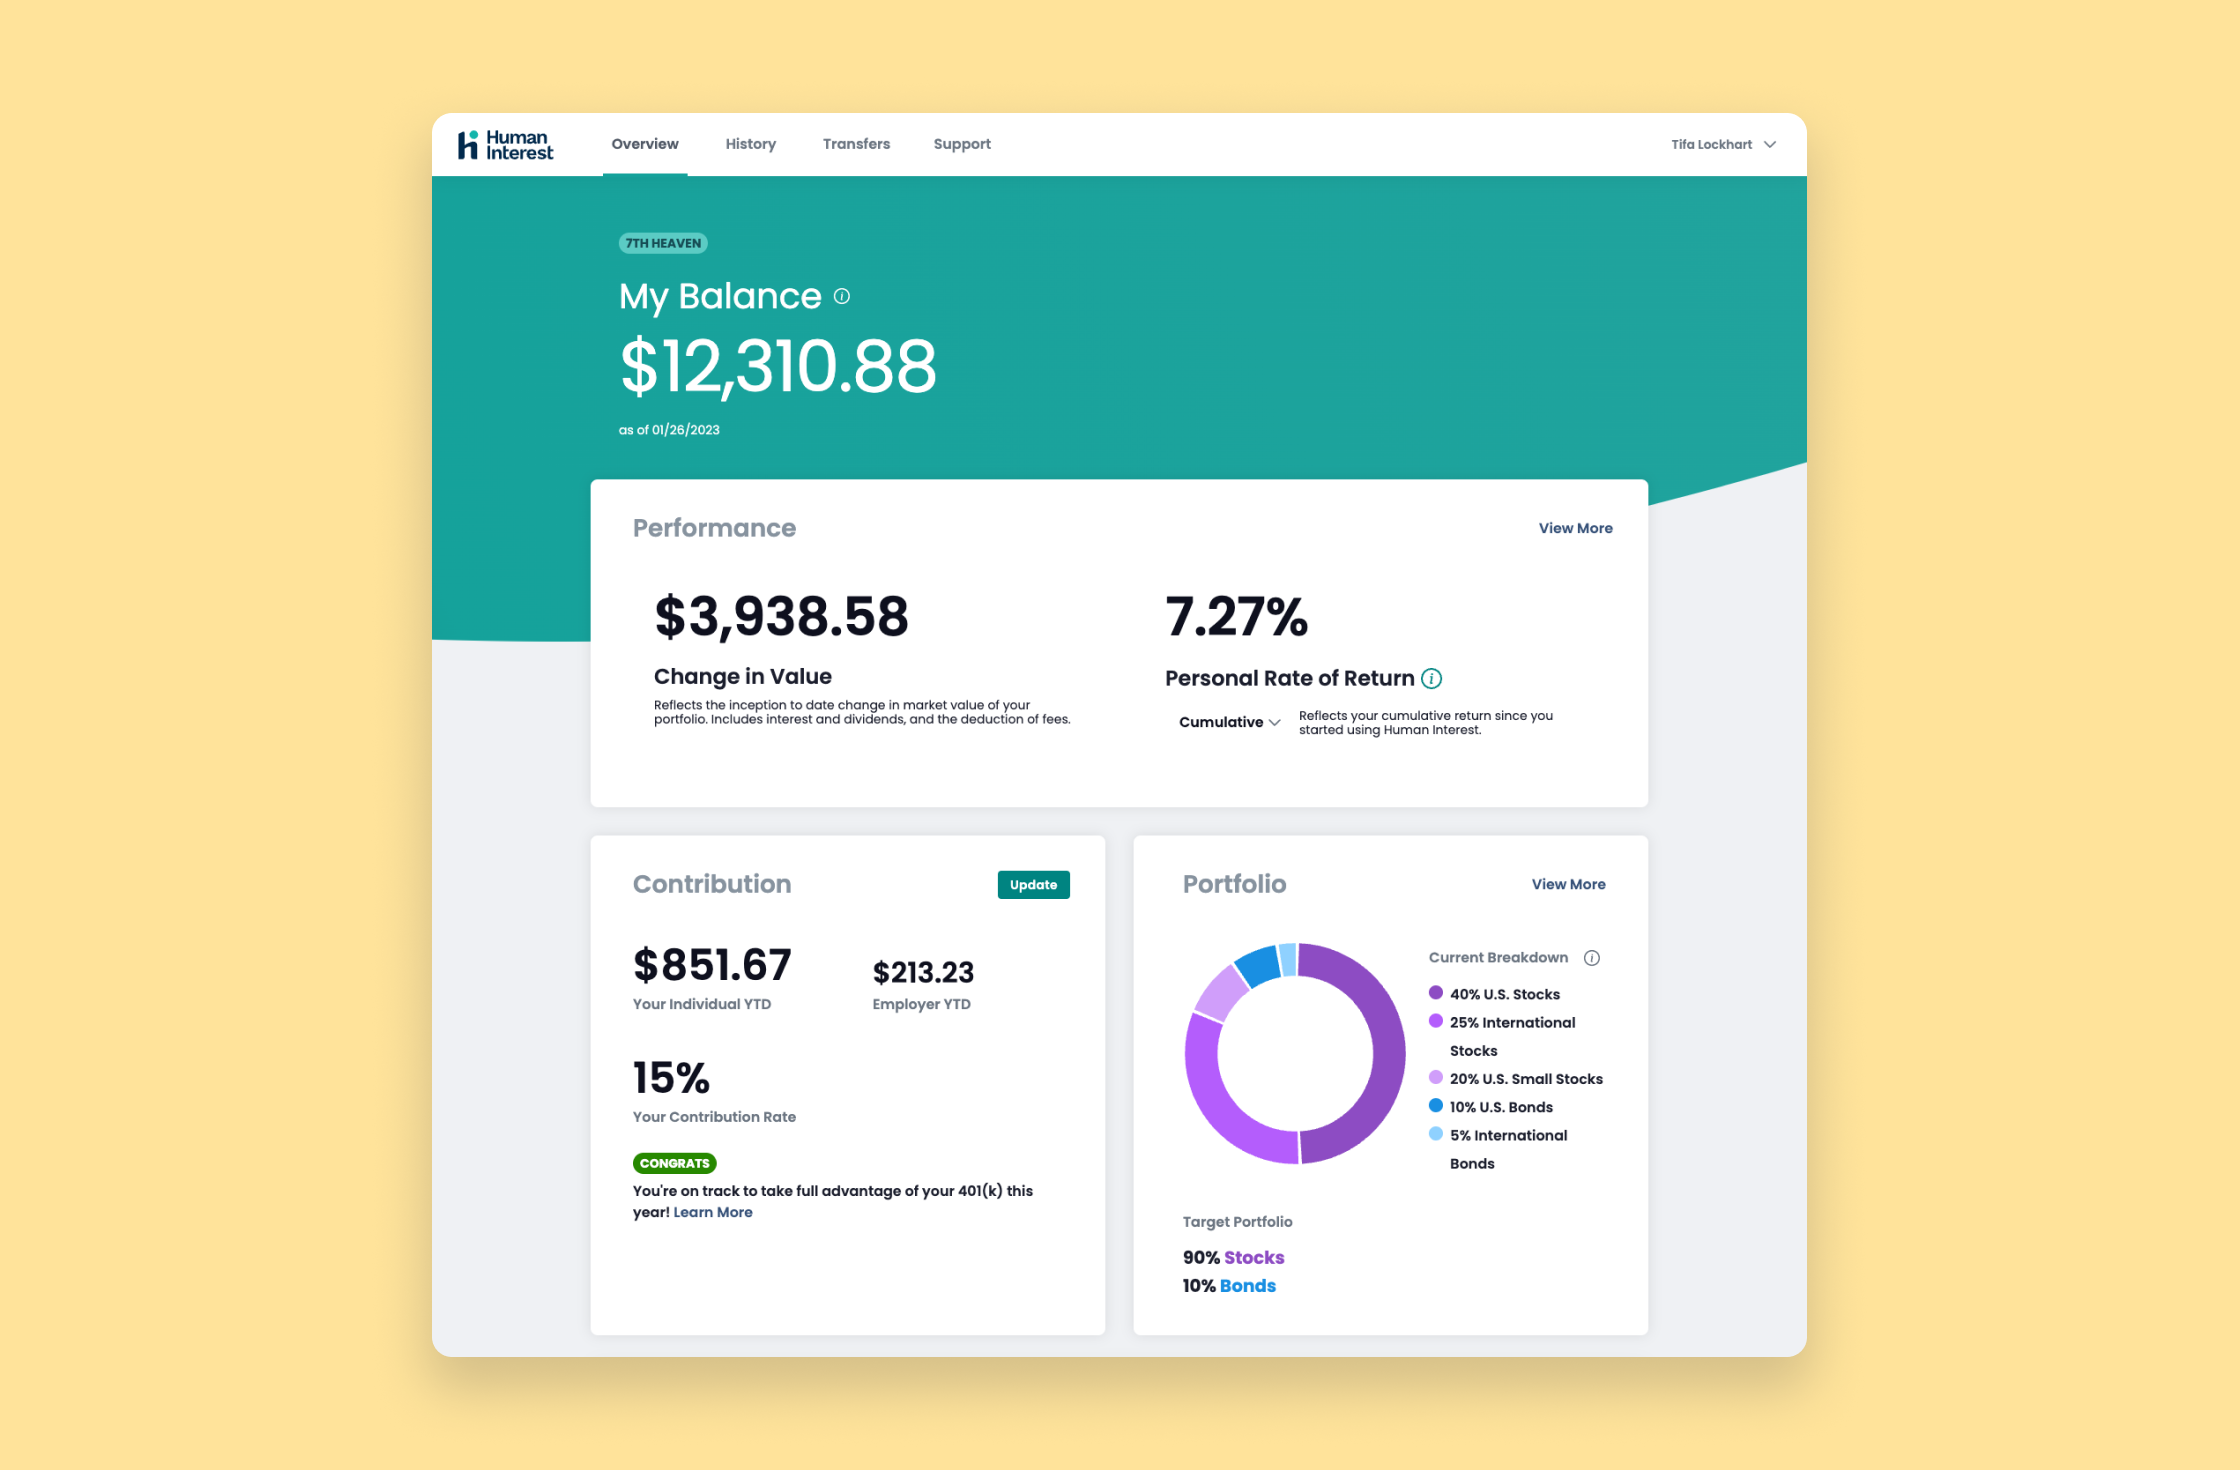 Human
Interest
Overview
History
Transfers
Support
Tifa Lockhart
7TH HEAVEN
My Balance
$12,310.88
as of 01/26/2023
Performance
View More
$3,938.58
Change in Value
Reflects the inception to date change in market value of your
portfolio. Includes interest and dividends, and the deduction of fees.
7.27%
Personal Rate of Return
Cumulative
Reflects your cumulative return since you
started using Human Interest.
Contribution
Update
$851.67
Your Individual YTD
$213.23
Employer YTD
15%
Your Contribution Rate
CONGRATS
You're on track to take full advantage of your 401(k) this
year! Learn More
Portfolio
View More
Current Breakdown
40% U.S. Stocks
25% International
Stocks
20% U.S. Small Stocks
10% U.S. Bonds
5% International
Bonds
Target Portfolio
90% Stocks
10% Bonds